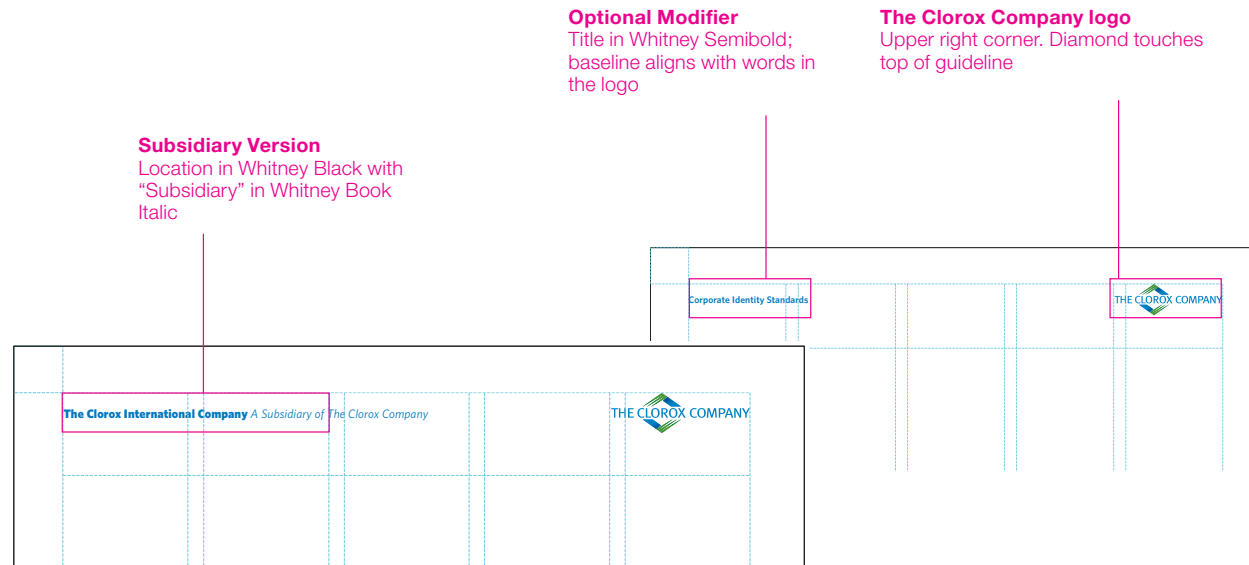 Optional Modifier
Title in Whitney Semibold;
baseline aligns with words in
the logo
The Clorox Company logo
Upper right corner. Diamond touches
top of guideline
Subsidiary Version
Location in Whitney Black with
“Subsidiary” in Whitney Book
Italic
Corporate Identity Standards
THE CLOROX COMPANY
The Clorox International Company A Subsidiary of The Clorox Company
THE CLOROX COMPANY